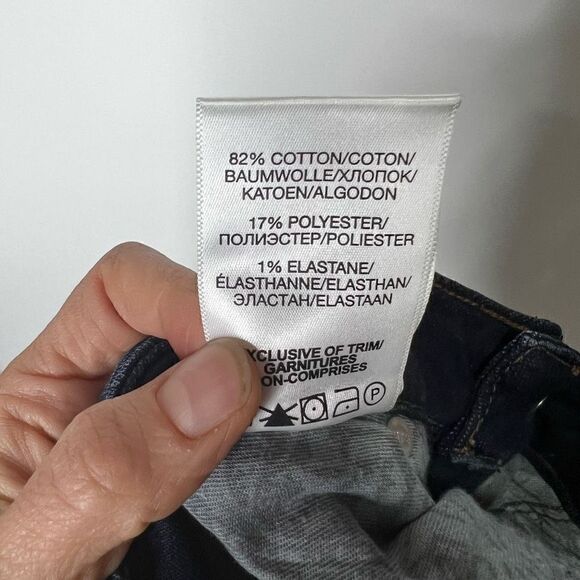 82% COTTON/COTON/
BAUMWOLLE/ХЛОПОК/
KATOEN/ALGODON
17% POLYESTER/
ПОЛИЭСТЕР/POLIESTER
1% ELASTANE/
ÉLASTHANNE/ELASTHAN/
ЭЛАСТАН/ELASTAAN
EXCLUSIVE OF TRIM/
GARNITURES
NON-COMPRISES
P